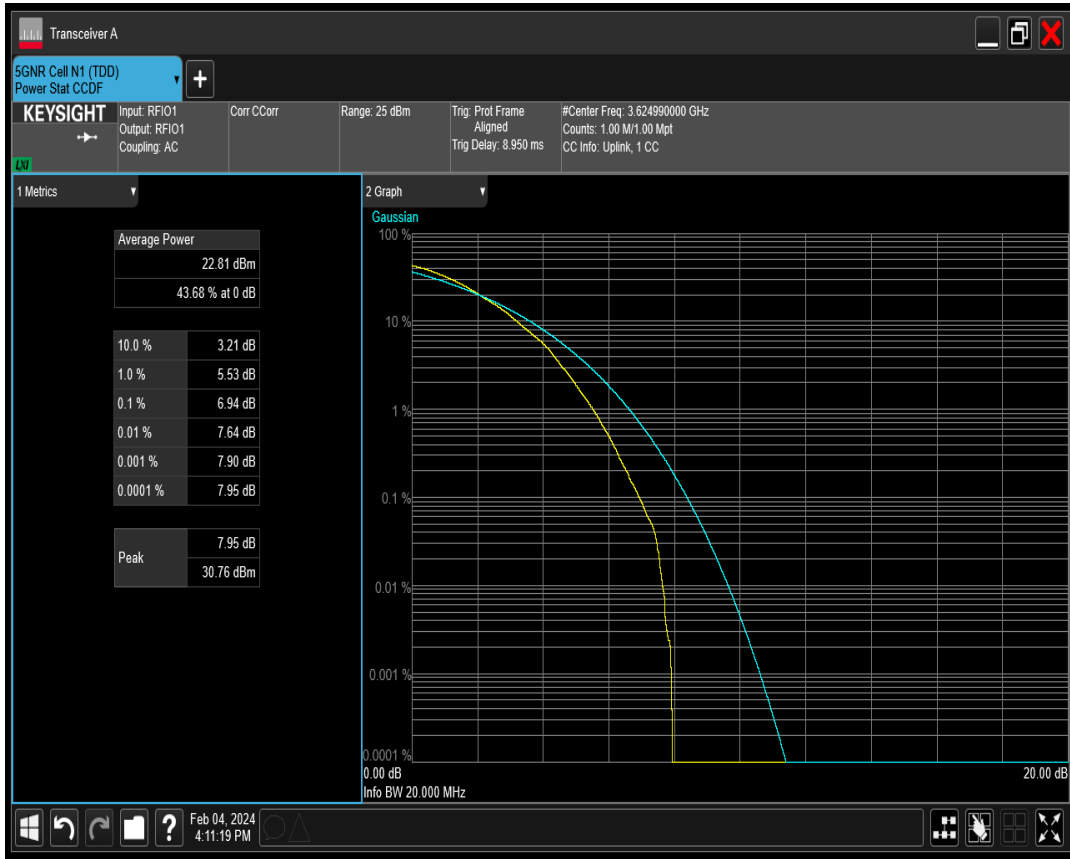 Transceiver A
5GNR Cell N1 (TDD)
Power Stat CCDF
+
KEYSIGHT
LXI
Input: RFIO1
Output: RFIO1
Coupling: AC
Corr CCorr
Range: 25 dBm
Trig: Prot Frame
Aligned
Trig Delay: 8.950 ms
#Center Freq: 3.624990000 GHz
Counts: 1.00 M/1.00 Mpt
CC Info: Uplink, 1 CC
1 Metrics
Average Power
22.81 dBm
43.68 % at 0 dB
10.0 % 3.21 dB
1.0 % 5.53 dB
0.1 % 6.94 dB
0.01 % 7.64 dB
0.001 % 7.90 dB
0.0001 % 7.95 dB
Peak
7.95 dB
30.76 dBm
2 Graph
Gaussian
100 %
10 %
1 %
0.1 %
0.01 %
0.001 %
0.0001 %
0.00 dB 20.00 dB
Info BW 20.000 MHz
?
Feb 04, 2024
4:11:19 PM